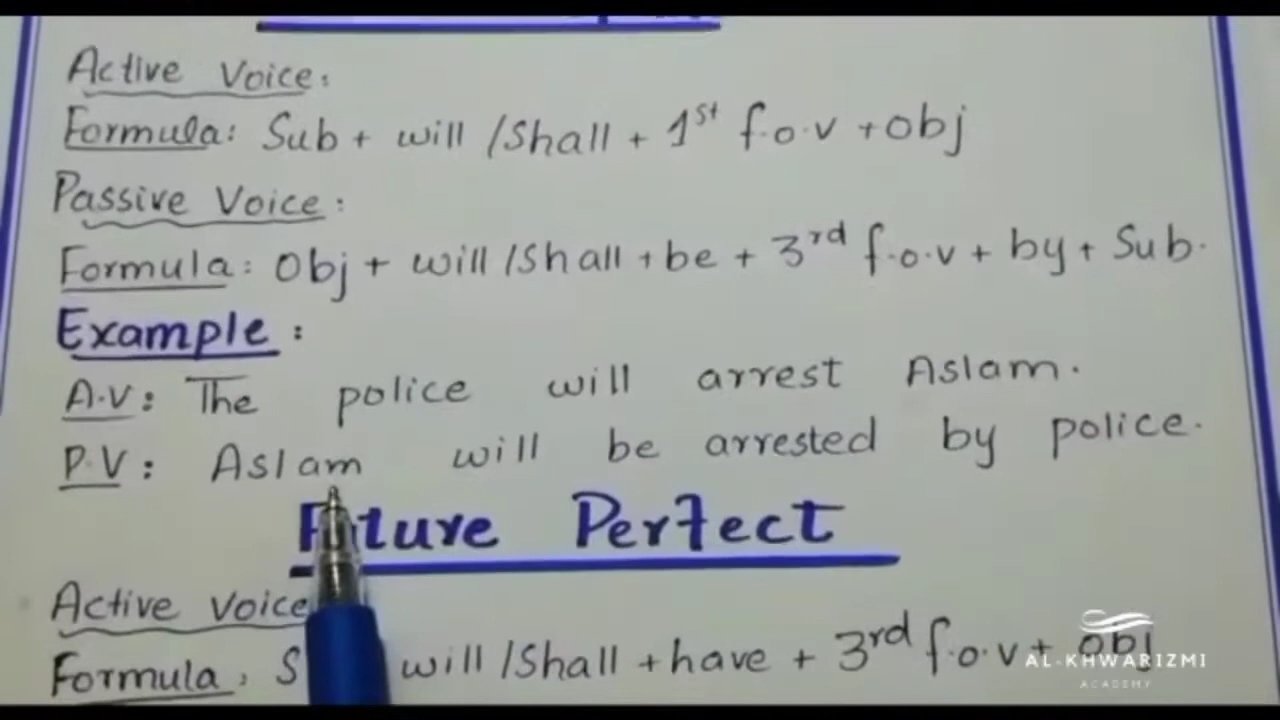 Active Voice:
Formula: Sub + will /Shall + 1st f.o.v + obj
Passive Voice:
Formula: Obj + will /Shall + be + 3rd f.o.v + by + Sub.
Example:
A.V: The police will arrest Aslam.
P.V: Aslam will be arrested by police.
Future Perfect
Active voice
Formula: will /Shall + have + 3rd f.o.v + obj
AL-KHWARIZMI
ACADEMY